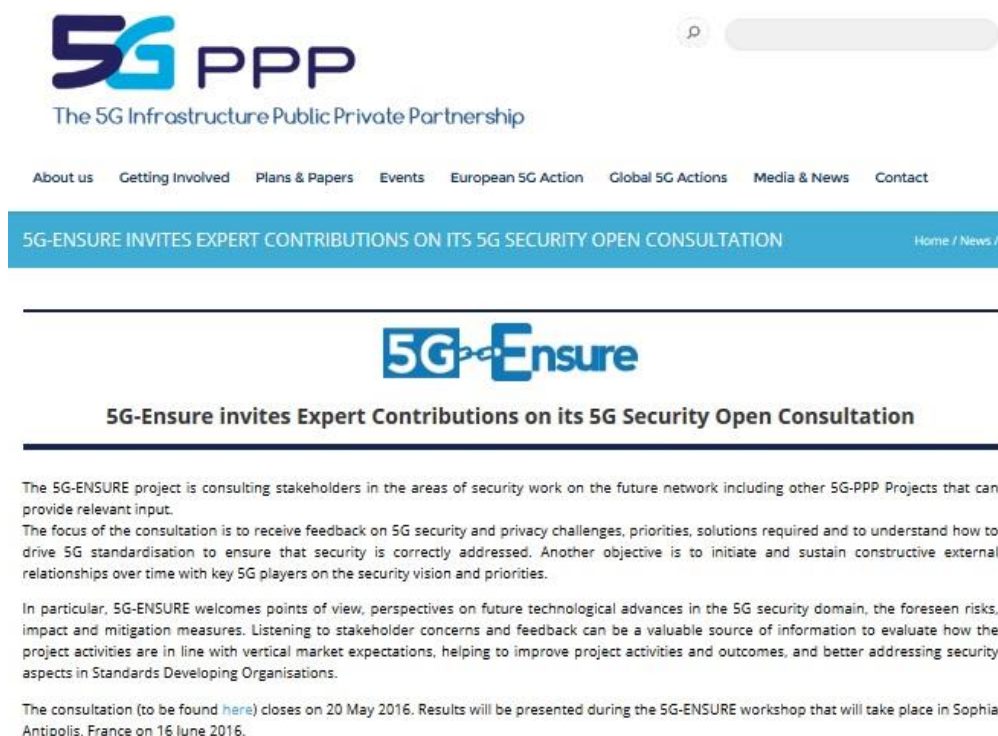 5G PPP
The 5G Infrastructure Public Private Partnership
About us Getting Involved Plans & Papers Events European 5G Action Global 5G Actions Media & News Contact
5G-ENSURE INVITES EXPERT CONTRIBUTIONS ON ITS 5G SECURITY OPEN CONSULTATION Home / News /
5G Ensure
5G-Ensure invites Expert Contributions on its 5G Security Open Consultation
The 5G-ENSURE project is consulting stakeholders in the areas of security work on the future network including other 5G-PPP Projects that can
provide relevant input.
The focus of the consultation is to receive feedback on 5G security and privacy challenges, priorities, solutions required and to understand how to
drive 5G standardisation to ensure that security is correctly addressed. Another objective is to initiate and sustain constructive external
relationships over time with key 5G players on the security vision and priorities.
In particular, 5G-ENSURE welcomes points of view, perspectives on future technological advances in the 5G security domain, the foreseen risks,
impact and mitigation measures. Listening to stakeholder concerns and feedback can be a valuable source of information to evaluate how the
project activities are in line with vertical market expectations, helping to improve project activities and outcomes, and better addressing security
aspects in Standards Developing Organisations.
The consultation (to be found here) closes on 20 May 2016. Results will be presented during the 5G-ENSURE workshop that will take place in Sophia
Antipolis, France on 16 June 2016.